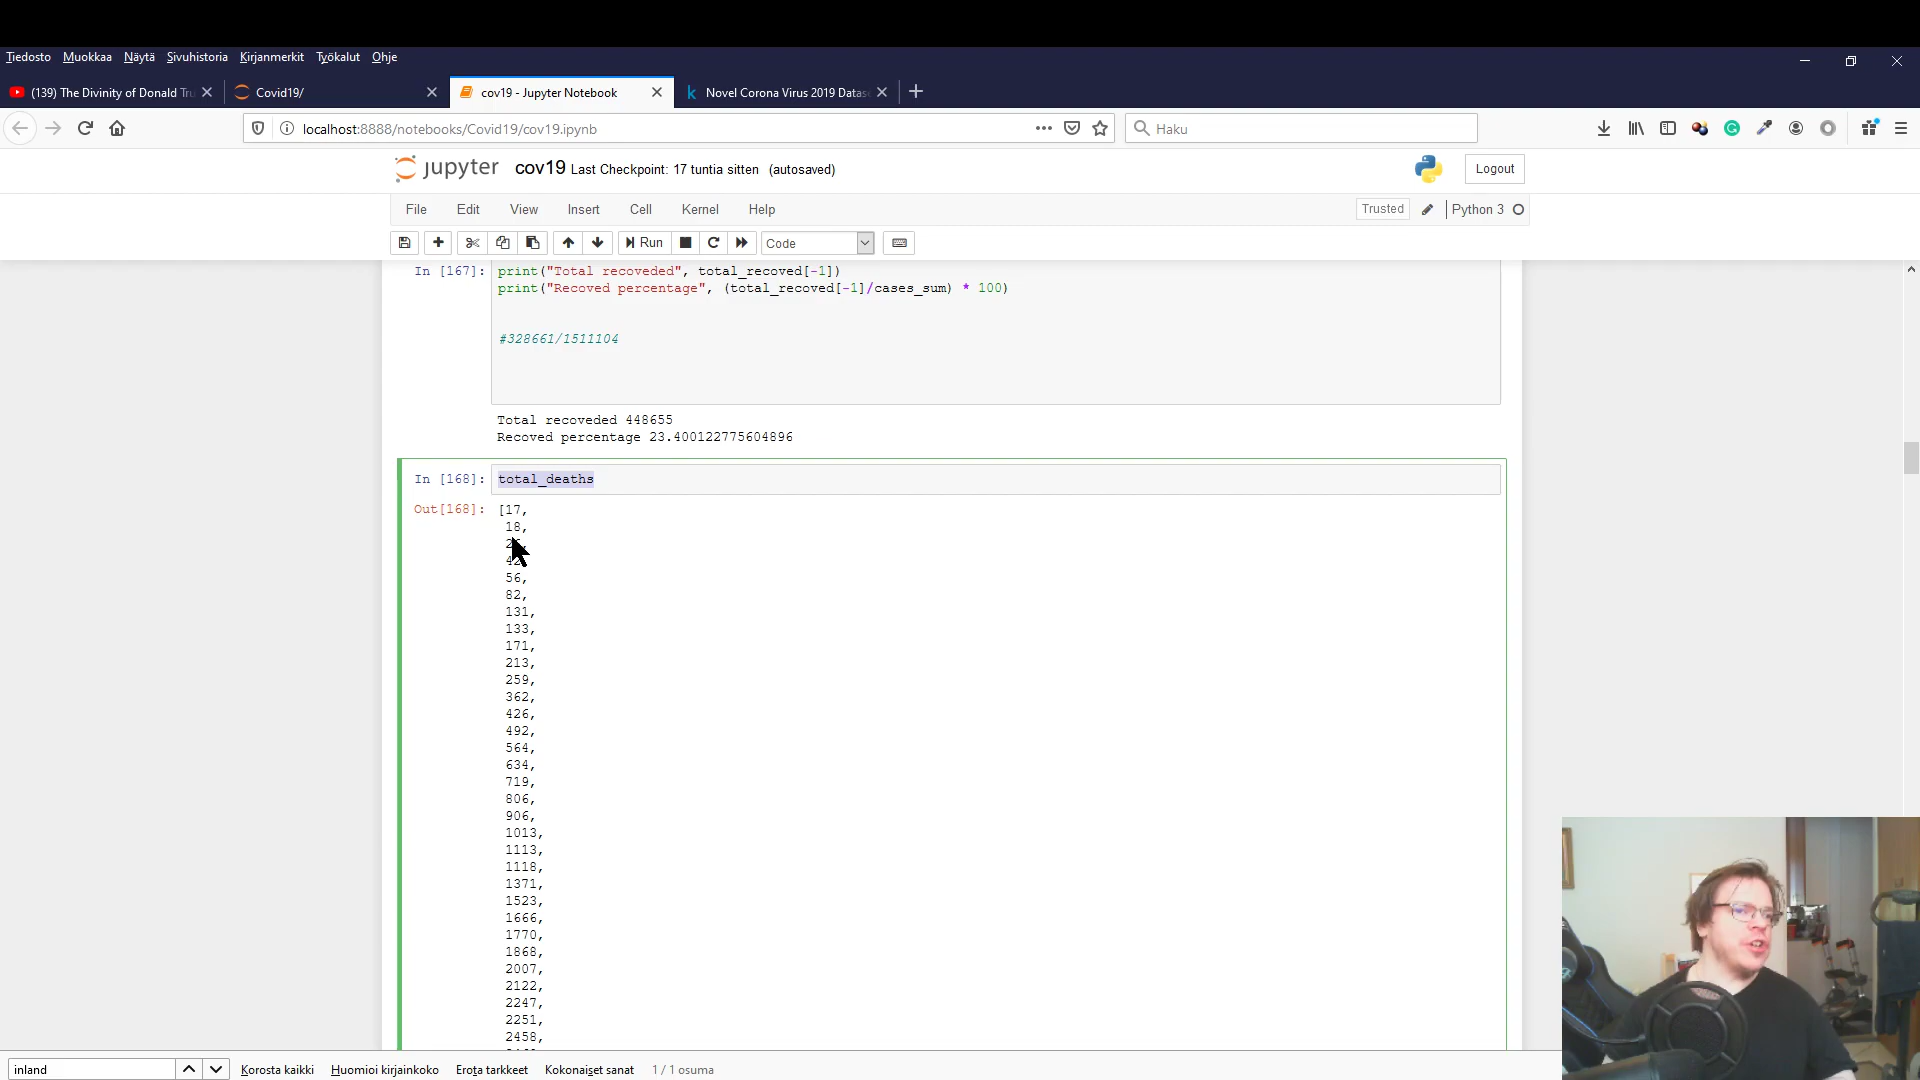 Tiedosto Muokkaa Näytä Sivuhistoria Kirjanmerkit Työkalut Ohje
(139) The Divinity of Donald Tru
Covid19/
cov19 - Jupyter Notebook
Novel Corona Virus 2019 Datase
localhost:8888/notebooks/Covid19/cov19.ipynb
Haku
jupyter cov19 Last Checkpoint: 17 tuntia sitten (autosaved)
Logout
File Edit View Insert Cell Kernel Help
Trusted
Python 3
Run
Code
In [167]: print("Total recoveded", total_recoved[-1])
print("Recoved percentage", (total_recoved[-1]/cases_sum) * 100)
#328661/1511104
Total recoveded 448655
Recoved percentage 23.400122775604896
In [168]: total_deaths
Out[168]: [17,
18,
56,
82,
131,
133,
171,
213,
259,
362,
426,
492,
564,
634,
719,
806,
906,
1013,
1113,
1118,
1371,
1523,
1666,
1770,
1868,
2007,
2122,
2247,
2251,
2458,
inland
Korosta kaikki Huomioi kirjainkoko Erota tarkkeet Kokonaiset sanat 1 / 1 osuma